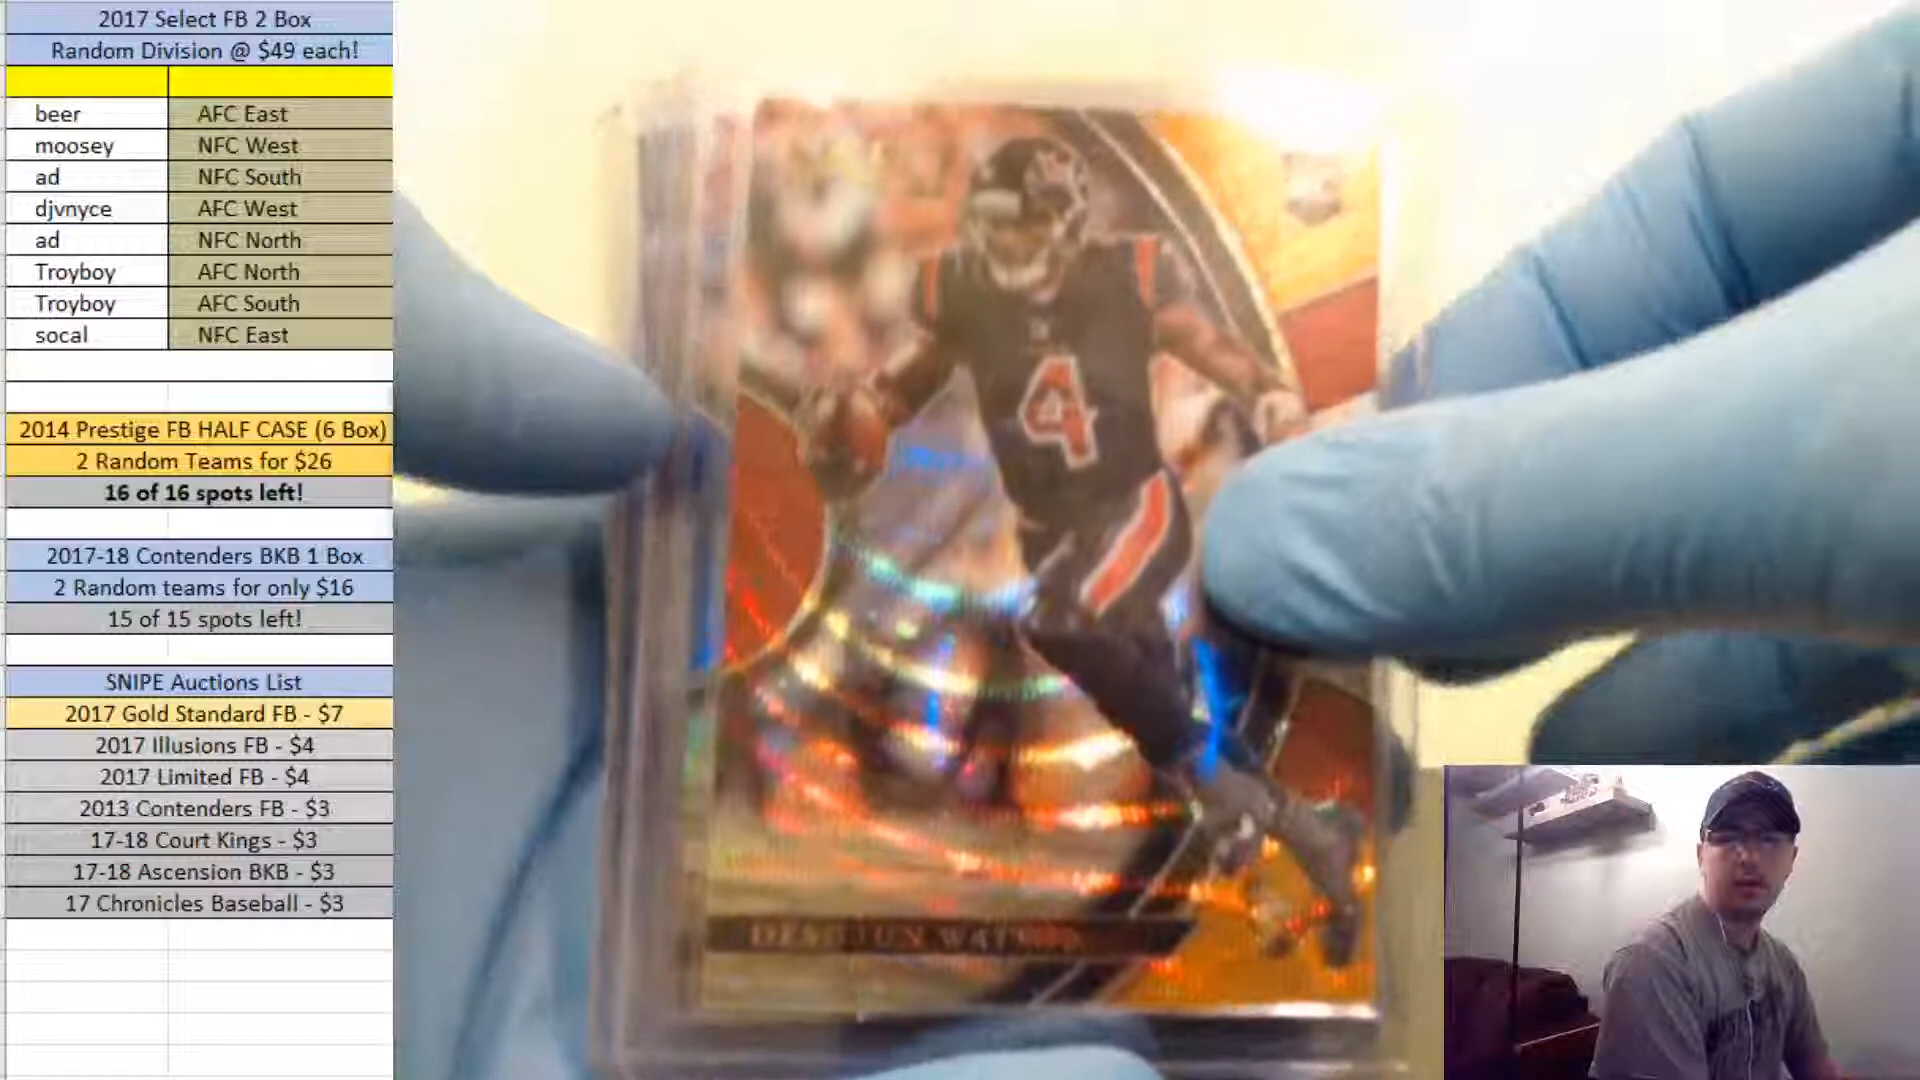 2017 Select FB 2 Box
Random Division @ $49 each!
beer AFC East
moosey NFC West
ad NFC South
djvnyce AFC West
ad NFC North
Troyboy AFC North
Troyboy AFC South
socal NFC East
2014 Prestige FB HALF CASE (6 Box)
2 Random Teams for $26
16 of 16 spots left!
2017-18 Contenders BKB 1 Box
2 Random teams for only $16
15 of 15 spots left!
SNIPE Auctions List
2017 Gold Standard FB - $7
2017 Illusions FB - $4
2017 Limited FB - $4
2013 Contenders FB - $3
17-18 Court Kings - $3
17-18 Ascension BKB - $3
17 Chronicles Baseball - $3
4
DESHAUN WATSON